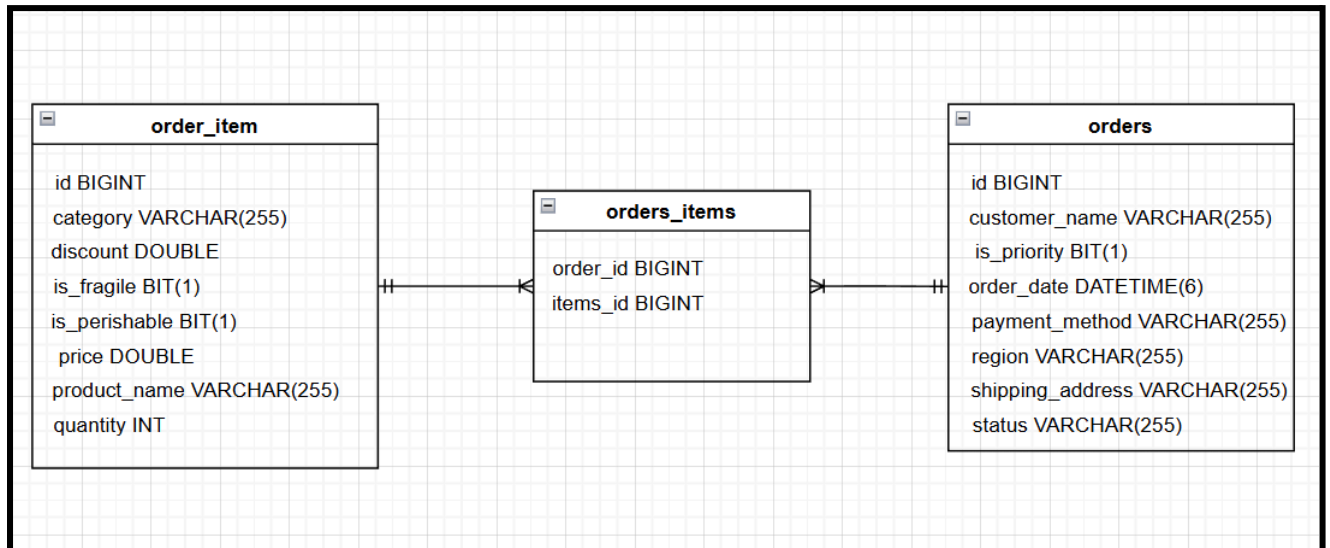 order_item
id BIGINT
category VARCHAR(255)
discount DOUBLE
is_fragile BIT(1)
is_perishable BIT(1)
price DOUBLE
product_name VARCHAR(255)
quantity INT
orders_items
order_id BIGINT
items_id BIGINT
orders
id BIGINT
customer_name VARCHAR(255)
is_priority BIT(1)
order_date DATETIME(6)
payment_method VARCHAR(255)
region VARCHAR(255)
shipping_address VARCHAR(255)
status VARCHAR(255)